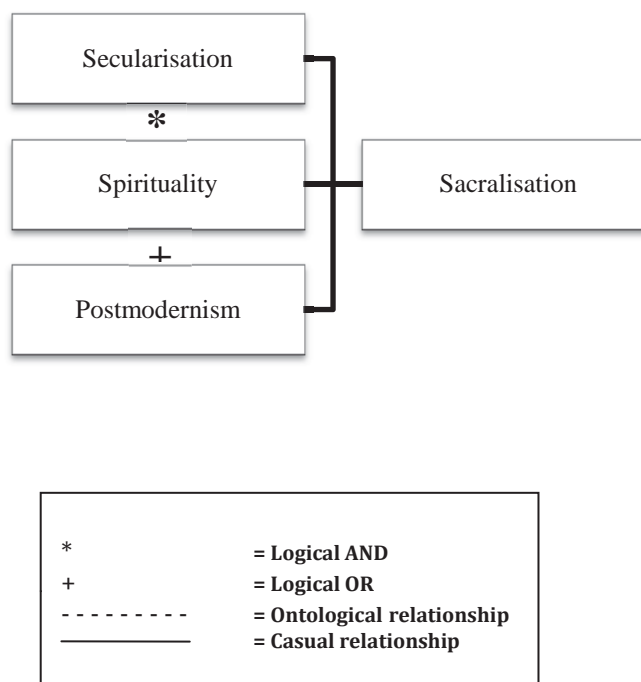 Secularisation
*
Spirituality
Sacralisation
+
Postmodernism
* = Logical AND
+ = Logical OR
--------- = Ontological relationship
= Casual relationship